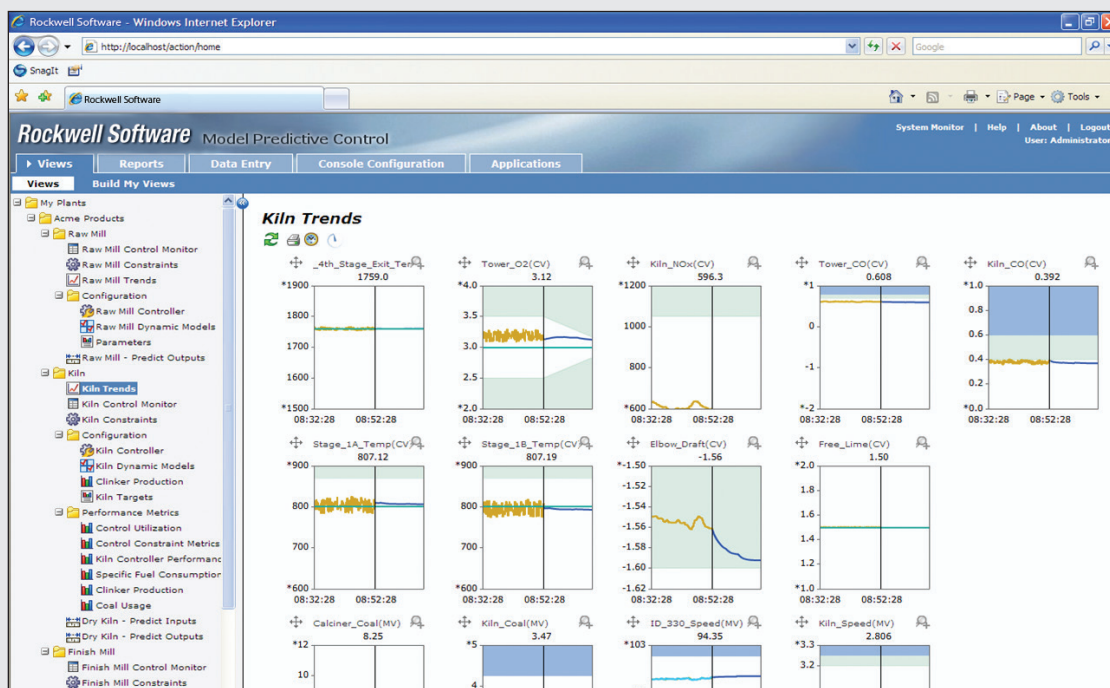 Rockwell Software - Windows Internet Explorer
http://localhost/action/home
Google
SnagIt
Rockwell Software
Page
Tools
Rockwell Software Model Predictive Control
System Monitor | Help | About | Logout
User: Administrator
Views Reports Data Entry Console Configuration Applications
Views Build My Views
My Plants
Acme Products
Raw Mill
Raw Mill Control Monitor
Raw Mill Constraints
Raw Mill Trends
Configuration
Raw Mill Controller
Raw Mill Dynamic Models
Parameters
Raw Mill - Predict Outputs
Kiln
Kiln Trends
Kiln Control Monitor
Kiln Constraints
Configuration
Kiln Controller
Kiln Dynamic Models
Clinker Production
Kiln Targets
Performance Metrics
Control Utilization
Control Constraint Metrics
Kiln Controller Performanc
Specific Fuel Consumption
Clinker Production
Coal Usage
Dry Kiln - Predict Inputs
Dry Kiln - Predict Outputs
Finish Mill
Finish Mill Control Monitor
Finish Mill Constraints
Kiln Trends
_4th_Stage_Exit_Ter
1759.0
*1900
1800
1700
1600
*1500
08:32:28 08:52:28
Tower_O2(CV)
3.12
*4.0
3.5
3.0
2.5
*2.0
08:32:28 08:52:28
Kiln_NOx(CV)
596.3
*1200
1000
800
*600
08:32:28 08:52:28
Tower_CO(CV)
0.608
*1
0
-1
*-2
08:32:28 08:52:28
Kiln_CO(CV)
0.392
*1.0
0.8
0.6
0.4
0.2
*0.0
08:32:28 08:52:28
Stage_1A_Temp(CV)
807.12
*900
800
700
*600
08:32:28 08:52:28
Stage_1B_Temp(CV)
807.19
*900
800
700
*600
08:32:28 08:52:28
Elbow_Draft(CV)
-1.56
*-1.50
-1.52
-1.54
-1.56
-1.58
-1.60
-1.62
08:32:28 08:52:28
Free_Lime(CV)
1.50
*2.0
1.8
1.6
1.4
1.2
*1.0
08:32:28 08:52:28
Calciner_Coal(MV)
8.25
*12
10
Kiln_Coal(MV)
3.47
*5
4
ID_330_Speed(MV)
94.35
*103
Kiln_Speed(MV)
2.806
*3.3
3.2